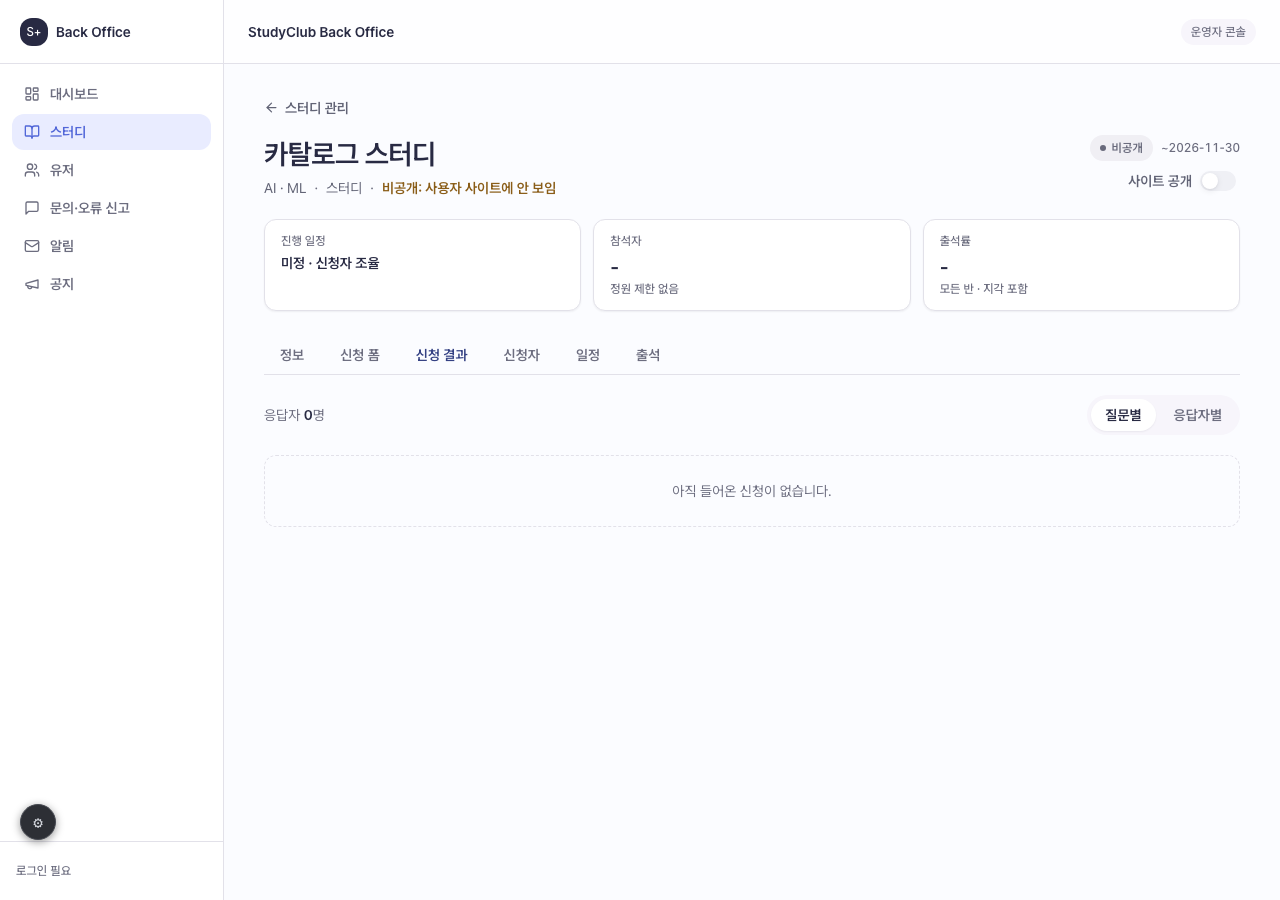 S+ Back Office
StudyClub Back Office
운영자 콘솔
대시보드
스터디
유저
문의·오류 신고
알림
공지
로그인 필요
스터디 관리
카탈로그 스터디
비공개 ~2026-11-30
AI · ML · 스터디 · 비공개: 사용자 사이트에 안 보임
사이트 공개
진행 일정
미정 · 신청자 조율
참석자
–
정원 제한 없음
출석률
–
모든 반 · 지각 포함
정보 신청 폼 신청 결과 신청자 일정 출석
응답자 0명
질문별 응답자별
아직 들어온 신청이 없습니다.